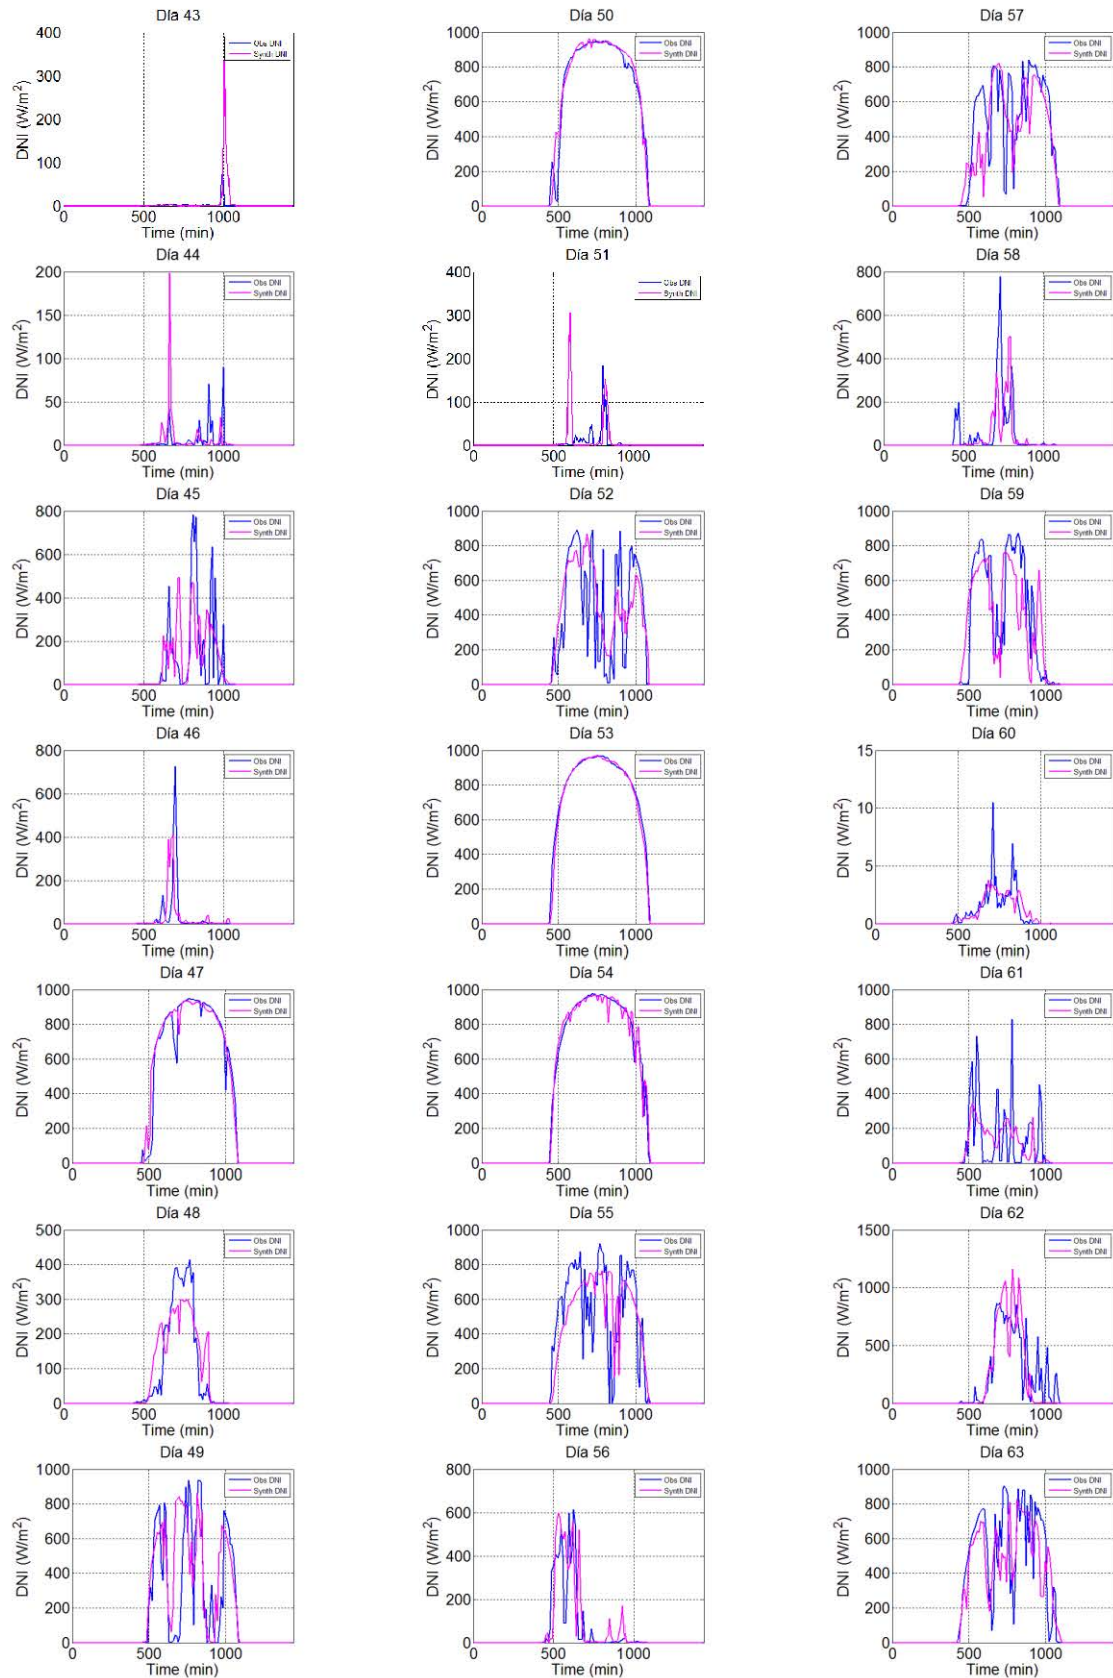 Día 43
400
300
200
100
0
DNI (W/m²)
Obs DNI
Synth DNI
0 500 1000
Time (min)
Día 50
1000
800
600
400
200
0
DNI (W/m²)
Obs DNI
Synth DNI
0 500 1000
Time (min)
Día 57
1000
800
600
400
200
0
DNI (W/m²)
Obs DNI
Synth DNI
0 500 1000
Time (min)
Día 44
200
150
100
50
0
DNI (W/m²)
Obs DNI
Synth DNI
0 500 1000
Time (min)
Día 51
400
300
200
100
0
DNI (W/m²)
Obs DNI
Synth DNI
0 500 1000
Time (min)
Día 58
800
600
400
200
0
DNI (W/m²)
Obs DNI
Synth DNI
0 500 1000
Time (min)
Día 45
800
600
400
200
0
DNI (W/m²)
Obs DNI
Synth DNI
0 500 1000
Time (min)
Día 52
1000
800
600
400
200
0
DNI (W/m²)
Obs DNI
Synth DNI
0 500 1000
Time (min)
Día 59
1000
800
600
400
200
0
DNI (W/m²)
Obs DNI
Synth DNI
0 500 1000
Time (min)
Día 46
800
600
400
200
0
DNI (W/m²)
Obs DNI
Synth DNI
0 500 1000
Time (min)
Día 53
1000
800
600
400
200
0
DNI (W/m²)
Obs DNI
Synth DNI
0 500 1000
Time (min)
Día 60
15
10
5
0
DNI (W/m²)
Obs DNI
Synth DNI
0 500 1000
Time (min)
Día 47
1000
800
600
400
200
0
DNI (W/m²)
Obs DNI
Synth DNI
0 500 1000
Time (min)
Día 54
1000
800
600
400
200
0
DNI (W/m²)
Obs DNI
Synth DNI
0 500 1000
Time (min)
Día 61
1000
800
600
400
200
0
DNI (W/m²)
Obs DNI
Synth DNI
0 500 1000
Time (min)
Día 48
500
400
300
200
100
0
DNI (W/m²)
Obs DNI
Synth DNI
0 500 1000
Time (min)
Día 55
1000
800
600
400
200
0
DNI (W/m²)
Obs DNI
Synth DNI
0 500 1000
Time (min)
Día 62
1500
1000
500
0
DNI (W/m²)
Obs DNI
Synth DNI
0 500 1000
Time (min)
Día 49
1000
800
600
400
200
0
DNI (W/m²)
Obs DNI
Synth DNI
0 500 1000
Time (min)
Día 56
800
600
400
200
0
DNI (W/m²)
Obs DNI
Synth DNI
0 500 1000
Time (min)
Día 63
1000
800
600
400
200
0
DNI (W/m²)
Obs DNI
Synth DNI
0 500 1000
Time (min)